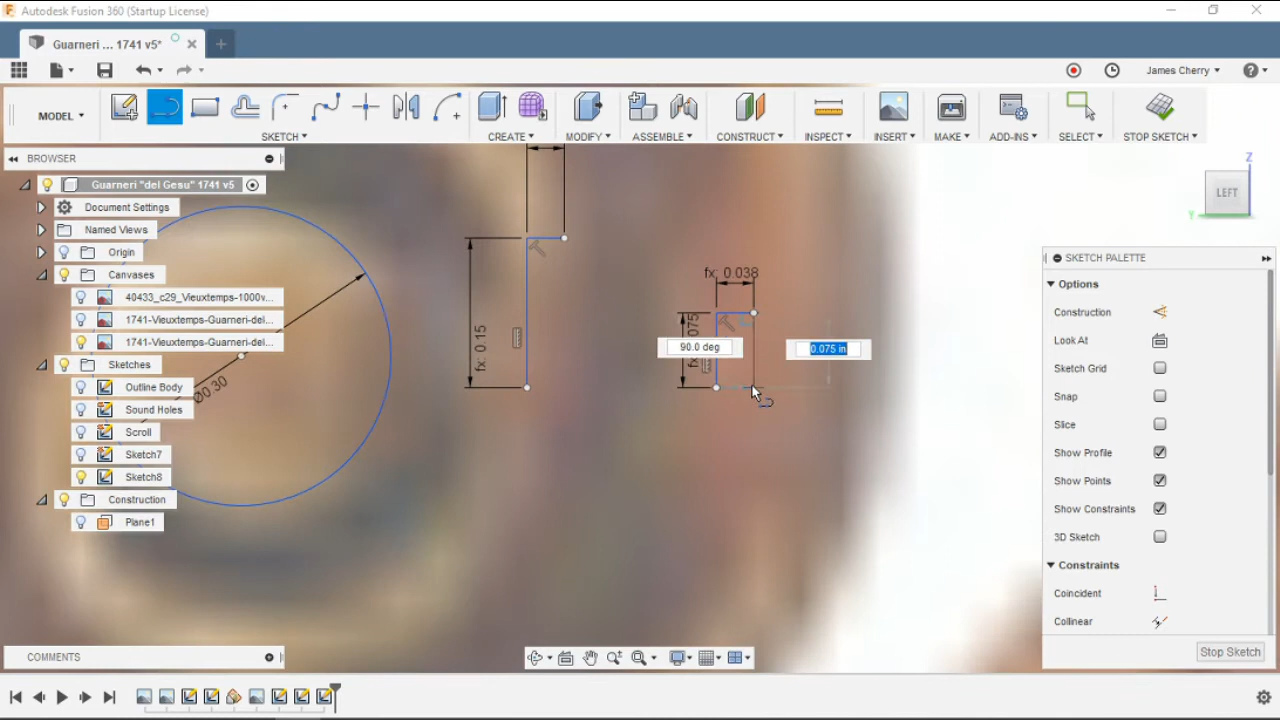 Autodesk Fusion 360 (Startup License)
Guarneri ... 1741 v5*
James Cherry
MODEL
SKETCH
CREATE
MODIFY
ASSEMBLE
CONSTRUCT
INSPECT
INSERT
MAKE
ADD-INS
SELECT
STOP SKETCH
BROWSER
Guarneri "del Gesu" 1741 v5
Document Settings
Named Views
Origin
Canvases
40433_c29_Vieuxtemps-1000v...
1741-Vieuxtemps-Guarneri-del...
1741-Vieuxtemps-Guarneri-del...
Sketches
Outline Body
Sound Holes
Scroll
Sketch7
Sketch8
Construction
Plane1
Ø0.30
fx: 0.15
fx: 0.038
fx: 0.075
90.0 deg
0.075 in
Z
LEFT
Y
SKETCH PALETTE
Options
Construction
Look At
Sketch Grid
Snap
Slice
Show Profile
Show Points
Show Constraints
3D Sketch
Constraints
Coincident
Collinear
Stop Sketch
COMMENTS